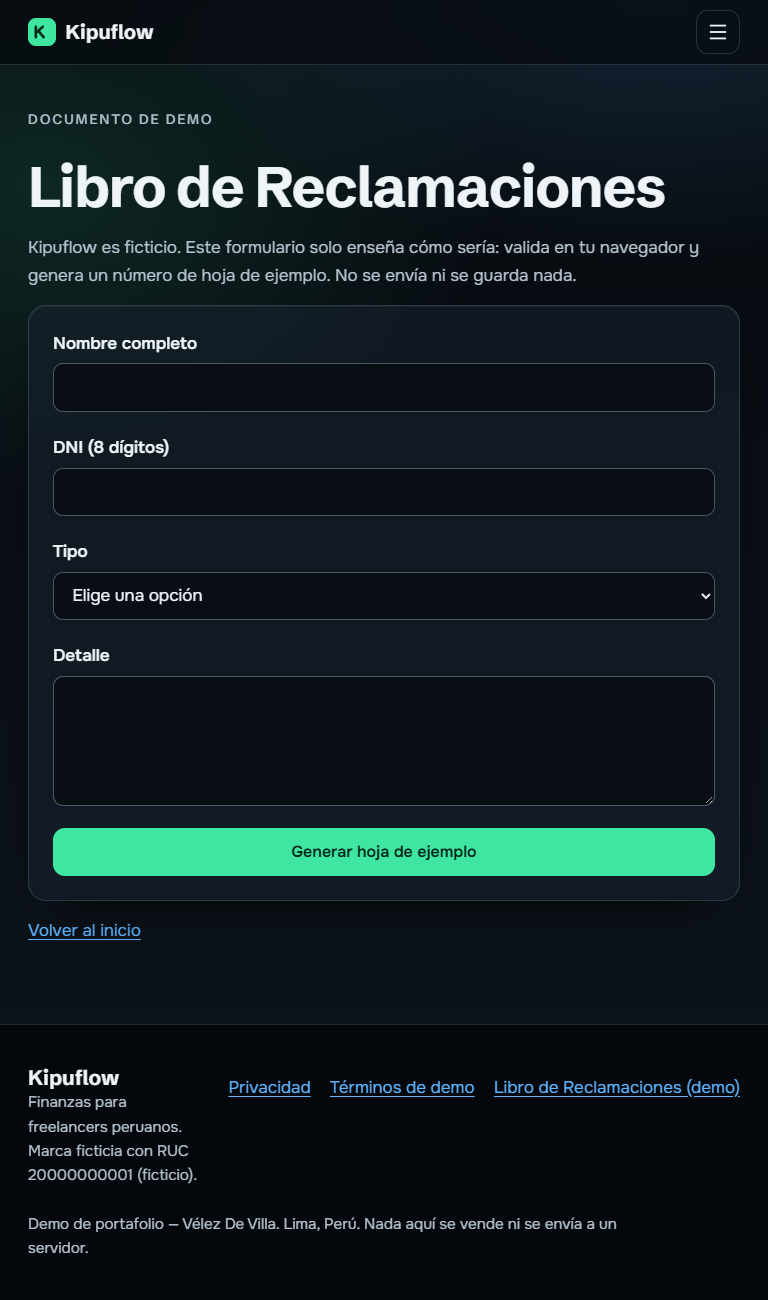 K Kipuflow
DOCUMENTO DE DEMO
Libro de Reclamaciones
Kipuflow es ficticio. Este formulario solo enseña cómo sería: valida en tu navegador y
genera un número de hoja de ejemplo. No se envía ni se guarda nada.
Nombre completo
DNI (8 dígitos)
Tipo
Elige una opción
Detalle
Generar hoja de ejemplo
Volver al inicio
Kipuflow
Finanzas para
freelancers peruanos.
Marca ficticia con RUC
20000000001 (ficticio).
Privacidad Términos de demo Libro de Reclamaciones (demo)
Demo de portafolio — Vélez De Villa. Lima, Perú. Nada aquí se vende ni se envía a un
servidor.